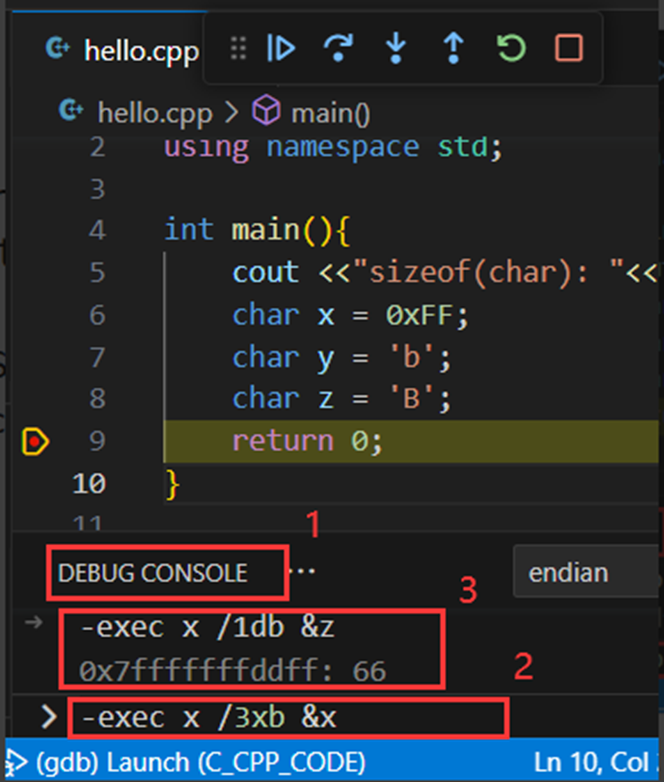 hello.cpp
hello.cpp > main()
2 using namespace std;
3
4 int main(){
5 cout <<"sizeof(char): "<<
6 char x = 0xFF;
7 char y = 'b';
8 char z = 'B';
9 return 0;
10 }
11
1
DEBUG CONSOLE ... endian
3
-exec x /1db &z
0x7fffffffddff: 66
2
> -exec x /3xb &x
(gdb) Launch (C_CPP_CODE) Ln 10, Col